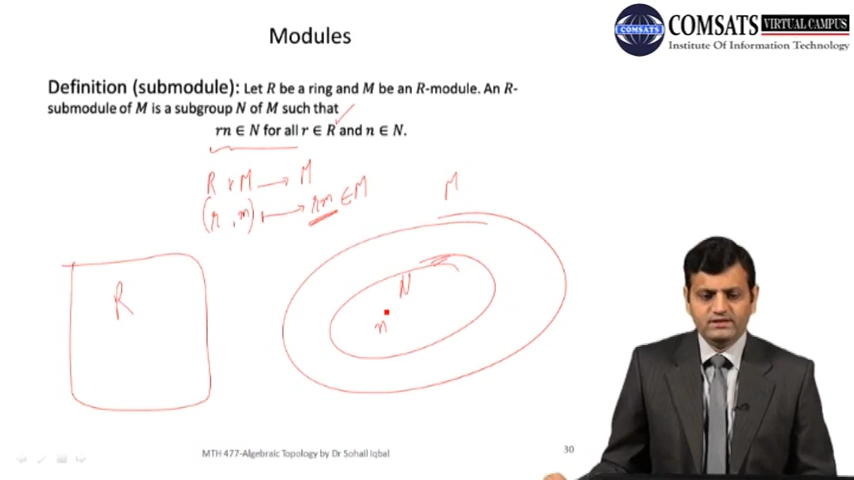 Modules
COMSATS VIRTUAL CAMPUS
Institute Of Information Technology
Definition (submodule): Let R be a ring and M be an R-module. An R-
submodule of M is a subgroup N of M such that
rn ∈ N for all r ∈ R and n ∈ N.
R × M → M
(r, m) ↦ rm ∈ M
M
R
N
n
MTH 477-Algebraic Topology by Dr Sohail Iqbal
30